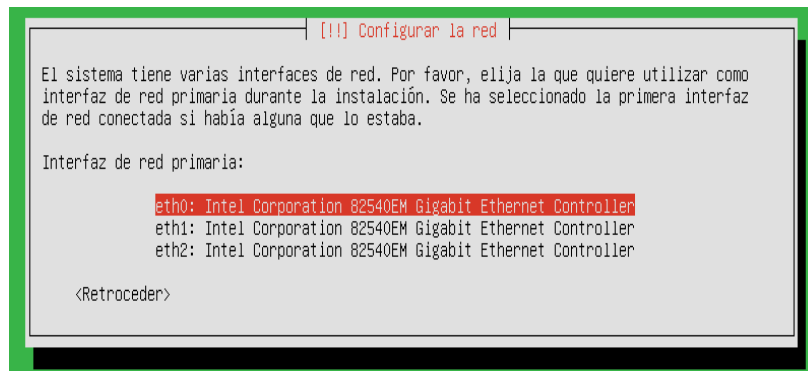 [!!] Configurar la red
El sistema tiene varias interfaces de red. Por favor, elija la que quiere utilizar como
interfaz de red primaria durante la instalación. Se ha seleccionado la primera interfaz
de red conectada si había alguna que lo estaba.
Interfaz de red primaria:
eth0: Intel Corporation 82540EM Gigabit Ethernet Controller
eth1: Intel Corporation 82540EM Gigabit Ethernet Controller
eth2: Intel Corporation 82540EM Gigabit Ethernet Controller
<Retroceder>